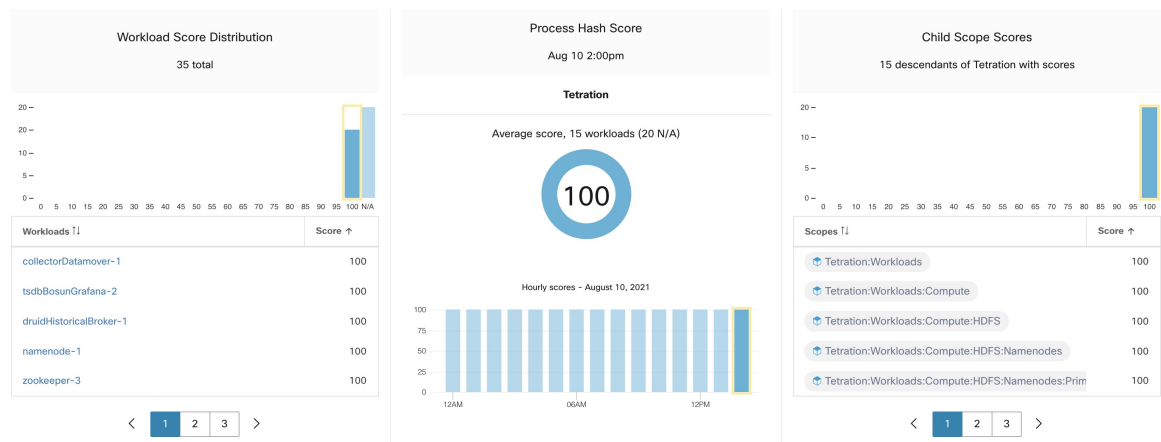 Workload Score Distribution
35 total
20
20
10
5
0
0 5 10 15 20 25 30 35 40 45 50 55 60 65 70 75 80 85 90 95 100 N/A
Workloads ↑↓ Score ↑
collectorDatamover-1 100
tsdbBosunGrafana-2 100
druidHistoricalBroker-1 100
namenode-1 100
zookeeper-3 100
< 1 2 3 >
Process Hash Score
Aug 10 2:00pm
Tetration
Average score, 15 workloads (20 N/A)
100
Hourly scores - August 10, 2021
100
75
50
25
0
12AM 06AM 12PM
Child Scope Scores
15 descendants of Tetration with scores
20
10
5
0
0 5 10 15 20 25 30 35 40 45 50 55 60 65 70 75 80 85 90 95 100
Scopes ↑↓ Score ↑
Tetration:Workloads 100
Tetration:Workloads:Compute 100
Tetration:Workloads:Compute:HDFS 100
Tetration:Workloads:Compute:HDFS:Namenodes 100
Tetration:Workloads:Compute:HDFS:Namenodes:Prim 100
< 1 2 3 >